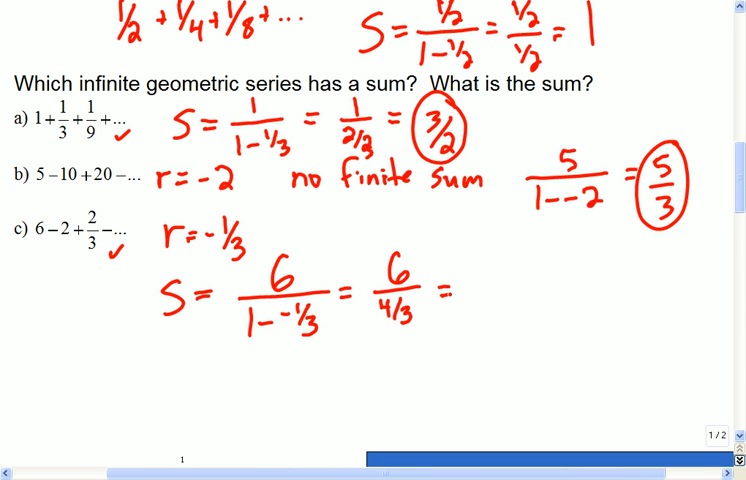 1/2 + 1/4 + 1/8 + ... S = 1/2 / 1 - 1/2 = 1/2 / 1/2 = 1
Which infinite geometric series has a sum? What is the sum?
a) 1 + 1/3 + 1/9 + ... ✓ S = 1 / 1 - 1/3 = 1 / 2/3 = 3/2
b) 5 - 10 + 20 - ... r = -2 no finite sum 5 / 1 - -2 = 5/3
c) 6 - 2 + 2/3 - ... ✓ r = -1/3
S = 6 / 1 - -1/3 = 6 / 4/3 =
1 / 2
1